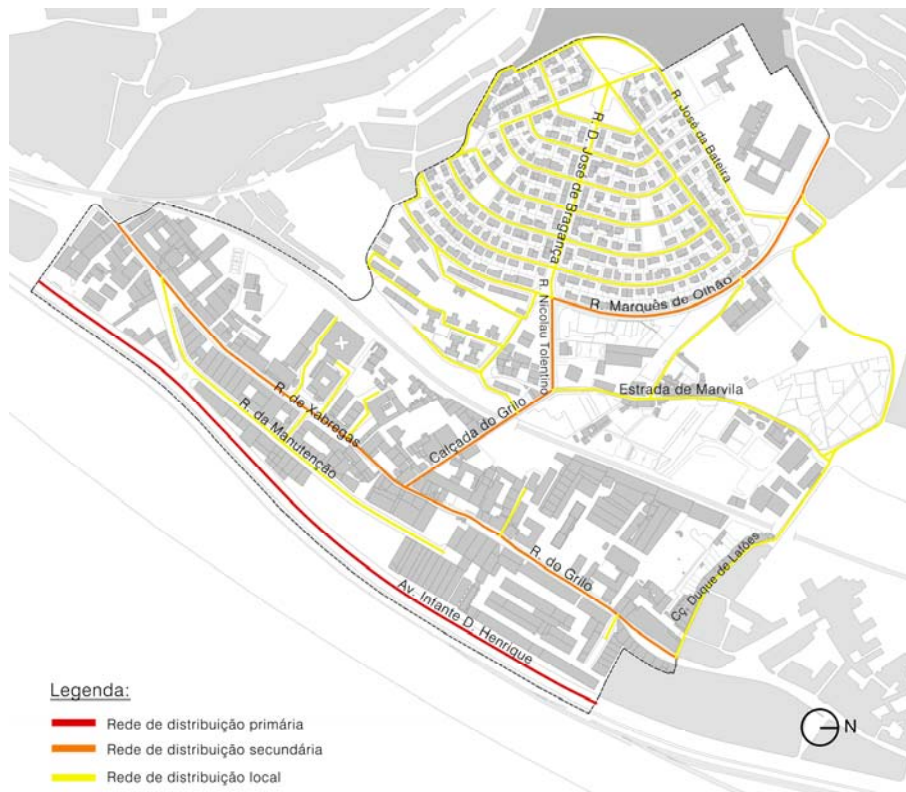 R. José da Bateira
R. D. José de Bragança
R. Marquês de Olhão
R. Nicolau Tolentino
Estrada de Marvila
Calçada do Grilo
R. de Xabregas
R. da Manutenção
R. do Grilo
Cç. Duque de Lafões
Av. Infante D. Henrique
Legenda:
Rede de distribuição primária
Rede de distribuição secundária
Rede de distribuição local
N